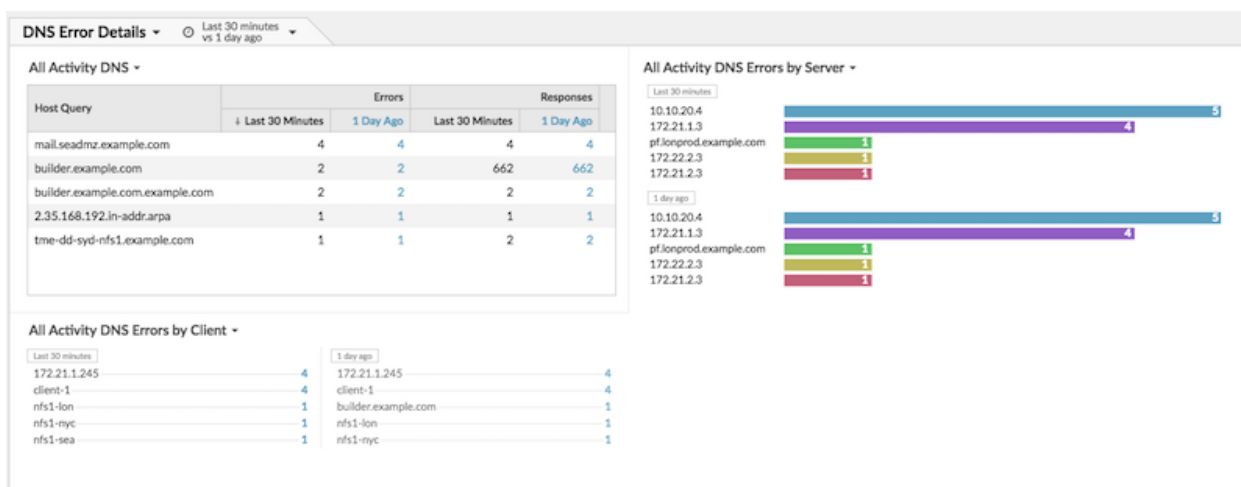 DNS Error Details
Last 30 minutes
vs 1 day ago
All Activity DNS
Host Query Errors Responses
↓ Last 30 Minutes 1 Day Ago Last 30 Minutes 1 Day Ago
mail.seadmz.example.com 4 4 4 4
builder.example.com 2 2 662 662
builder.example.com.example.com 2 2 2 2
2.35.168.192.in-addr.arpa 1 1 1 1
tme-dd-syd-nfs1.example.com 1 1 2 2
All Activity DNS Errors by Server
Last 30 minutes
10.10.20.4 5
172.21.1.3 4
pf.lonprod.example.com 1
172.22.2.3 1
172.21.2.3 1
1 day ago
10.10.20.4 5
172.21.1.3 4
pf.lonprod.example.com 1
172.22.2.3 1
172.21.2.3 1
All Activity DNS Errors by Client
Last 30 minutes
172.21.1.245 4
client-1 4
nfs1-lon 1
nfs1-nyc 1
nfs1-sea 1
1 day ago
172.21.1.245 4
client-1 4
builder.example.com 1
nfs1-lon 1
nfs1-nyc 1